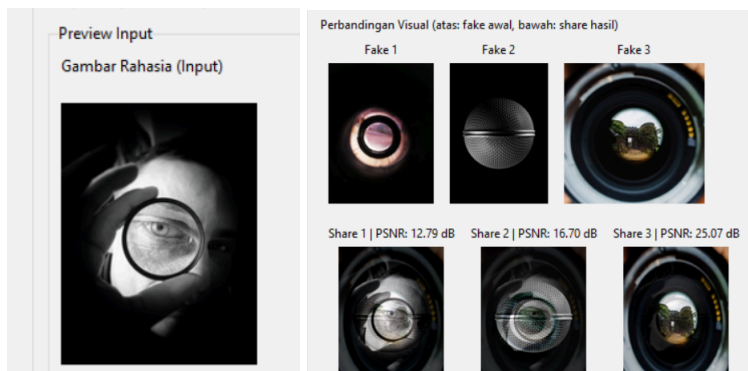 Preview Input
Gambar Rahasia (Input)
Perbandingan Visual (atas: fake awal, bawah: share hasil)
Fake 1
Fake 2
Fake 3
Share 1 | PSNR: 12.79 dB
Share 2 | PSNR: 16.70 dB
Share 3 | PSNR: 25.07 dB